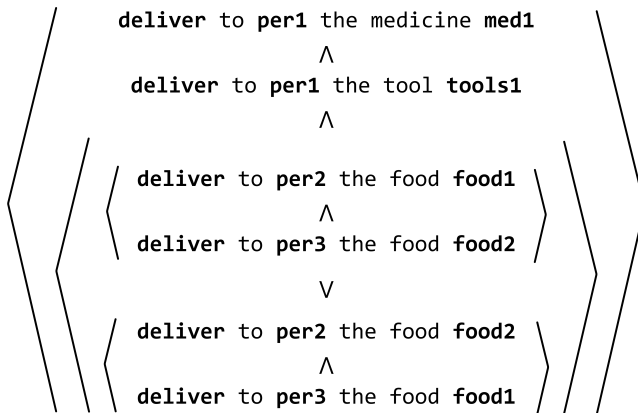 deliver to per1 the medicine med1
∧
deliver to per1 the tool tools1
∧
deliver to per2 the food food1
∧
deliver to per3 the food food2
∨
deliver to per2 the food food2
∧
deliver to per3 the food food1